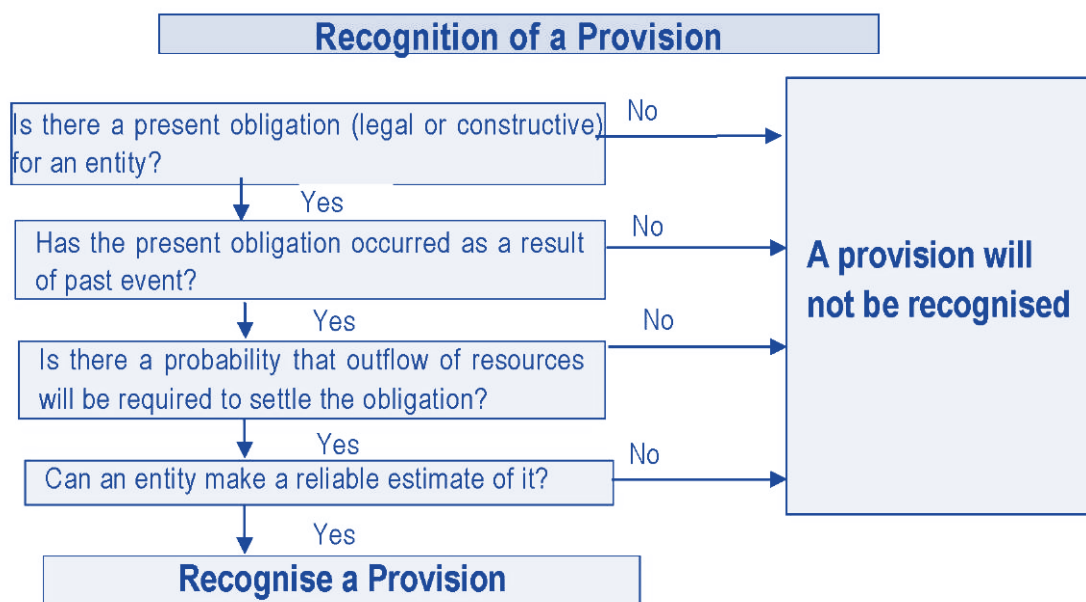 Recognition of a Provision
Is there a present obligation (legal or constructive)
for an entity?
No
Yes
Has the present obligation occurred as a result
of past event?
No
Yes
Is there a probability that outflow of resources
will be required to settle the obligation?
No
Yes
Can an entity make a reliable estimate of it?
No
Yes
Recognise a Provision
A provision will
not be recognised